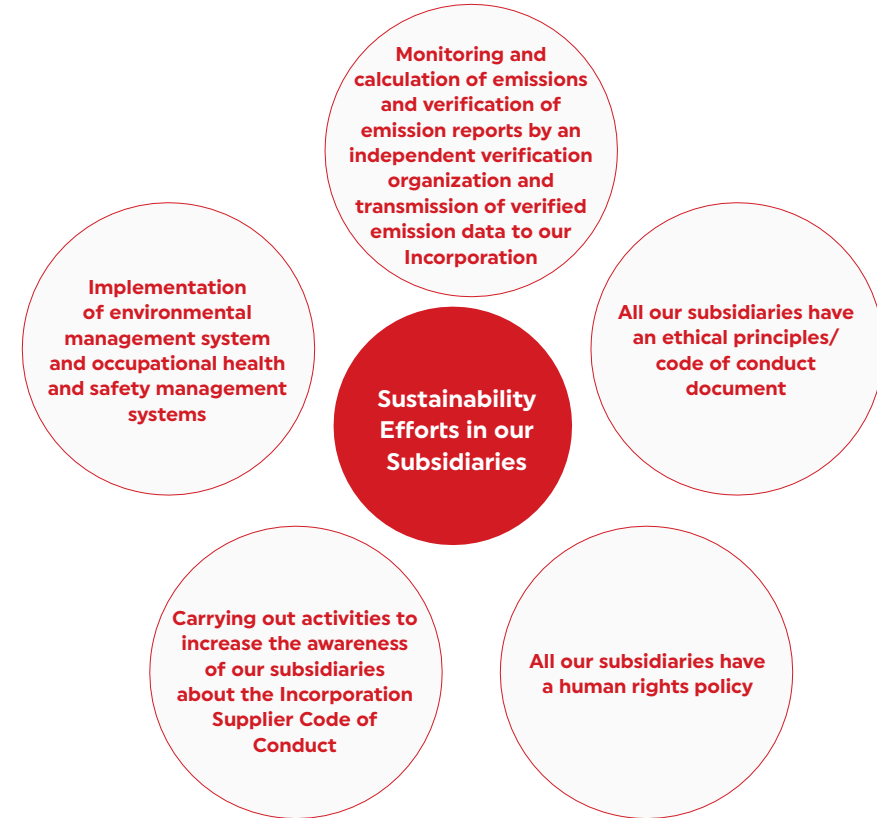 Monitoring and
calculation of emissions
and verification of
emission reports by an
independent verification
organization and
transmission of verified
emission data to our
Incorporation
Implementation
of environmental
management system
and occupational health
and safety management
systems
All our subsidiaries have
an ethical principles/
code of conduct
document
Sustainability
Efforts in our
Subsidiaries
Carrying out activities to
increase the awareness
of our subsidiaries
about the Incorporation
Supplier Code of
Conduct
All our subsidiaries have
a human rights policy